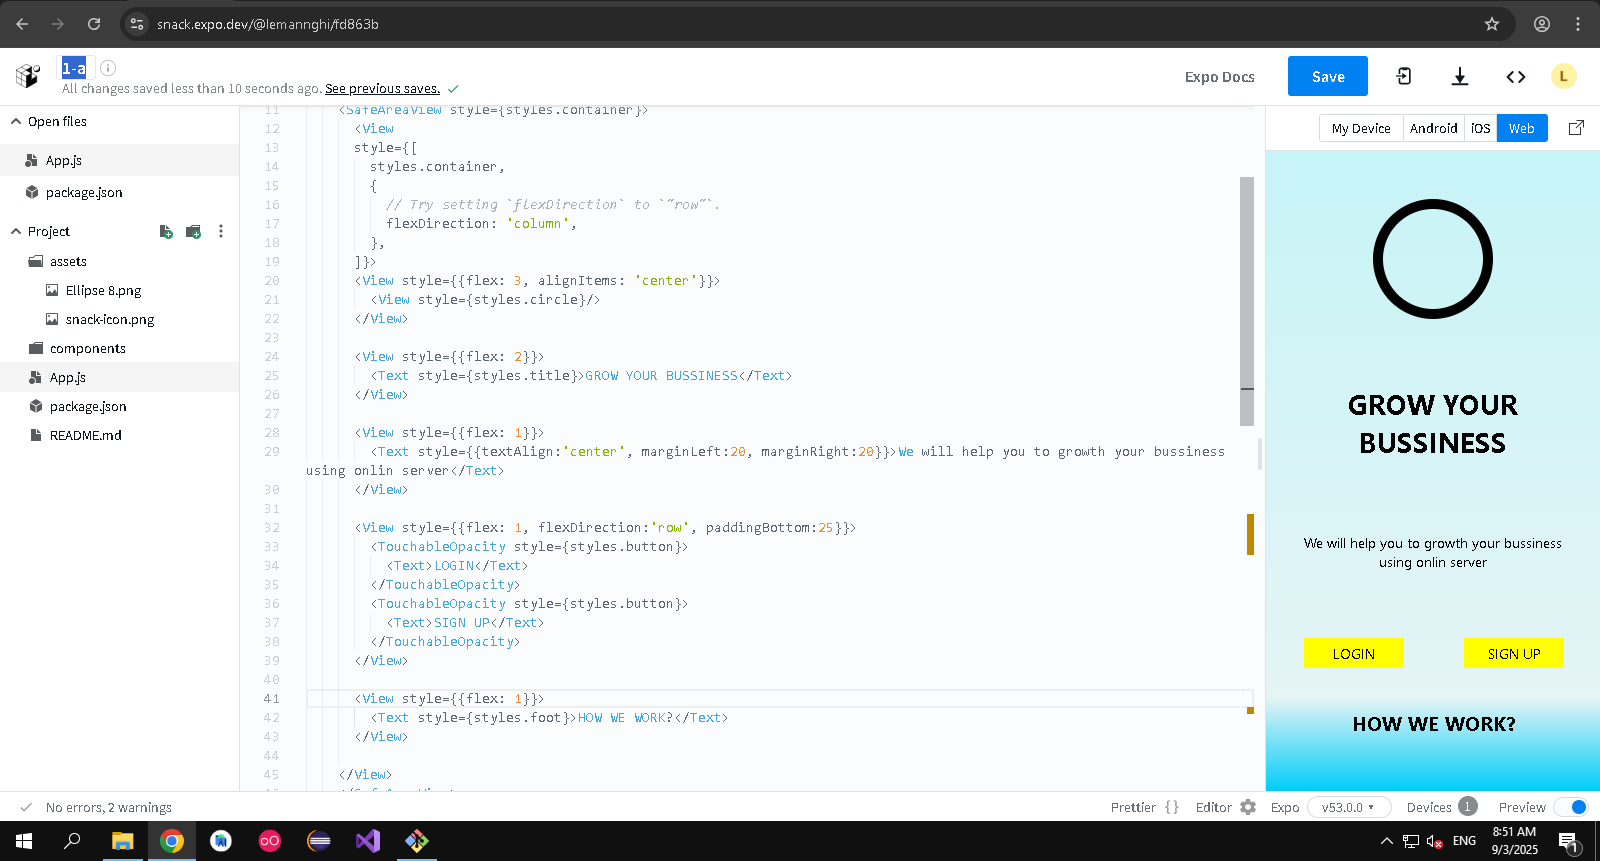 snack.expo.dev/@lemannghi/fd863b
1-a
All changes saved less than 10 seconds ago. See previous saves.
Expo Docs
Save
L
Open files
App.js
package.json
Project
assets
Ellipse 8.png
snack-icon.png
components
App.js
package.json
README.md
11 <SafeAreaView style={styles.container}>
12 <View
13 style={[
14 styles.container,
15 {
16 // Try setting `flexDirection` to `"row"`.
17 flexDirection: 'column',
18 },
19 ]}>
20 <View style={{flex: 3, alignItems: 'center'}}>
21 <View style={styles.circle}/>
22 </View>
23
24 <View style={{flex: 2}}>
25 <Text style={styles.title}>GROW YOUR BUSSINESS</Text>
26 </View>
27
28 <View style={{flex: 1}}>
29 <Text style={{textAlign:'center', marginLeft:20, marginRight:20}}>We will help you to growth your bussiness
using onlin server</Text>
30 </View>
31
32 <View style={{flex: 1, flexDirection:'row', paddingBottom:25}}>
33 <TouchableOpacity style={styles.button}>
34 <Text>LOGIN</Text>
35 </TouchableOpacity>
36 <TouchableOpacity style={styles.button}>
37 <Text>SIGN UP</Text>
38 </TouchableOpacity>
39 </View>
40
41 <View style={{flex: 1}}>
42 <Text style={styles.foot}>HOW WE WORK?</Text>
43 </View>
44
45 </View>
My Device Android iOS Web
GROW YOUR
BUSSINESS
We will help you to growth your bussiness
using onlin server
LOGIN
SIGN UP
HOW WE WORK?
No errors, 2 warnings
Prettier {} Editor Expo v53.0.0 Devices 1 Preview
ENG
8:51 AM
9/3/2025
1